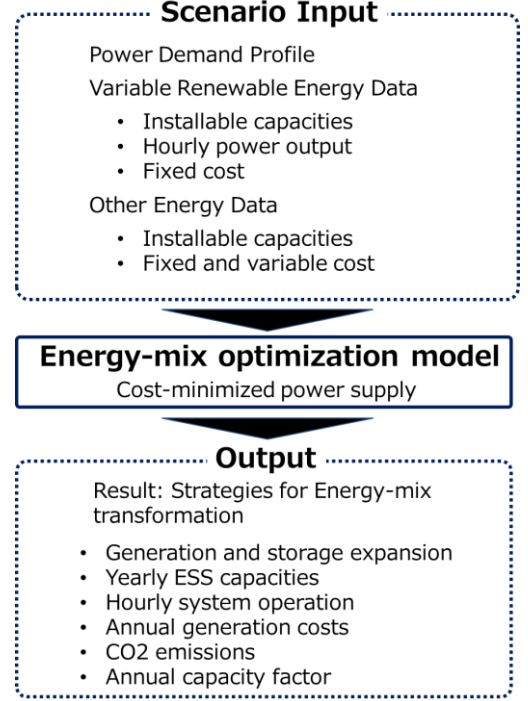 Scenario Input
Power Demand Profile
Variable Renewable Energy Data
• Installable capacities
• Hourly power output
• Fixed cost
Other Energy Data
• Installable capacities
• Fixed and variable cost
Energy-mix optimization model
Cost-minimized power supply
Output
Result: Strategies for Energy-mix
transformation
• Generation and storage expansion
• Yearly ESS capacities
• Hourly system operation
• Annual generation costs
• CO2 emissions
• Annual capacity factor